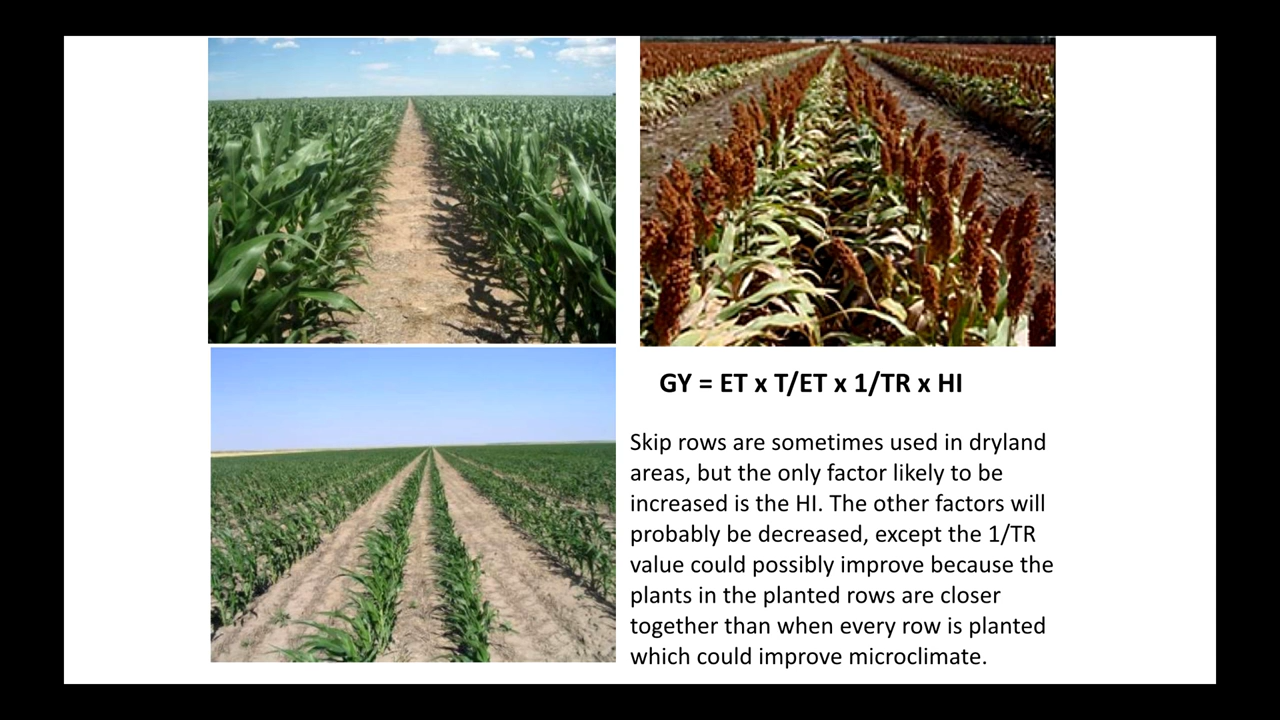 GY = ET x T/ET x 1/TR x HI
Skip rows are sometimes used in dryland
areas, but the only factor likely to be
increased is the HI. The other factors will
probably be decreased, except the 1/TR
value could possibly improve because the
plants in the planted rows are closer
together than when every row is planted
which could improve microclimate.